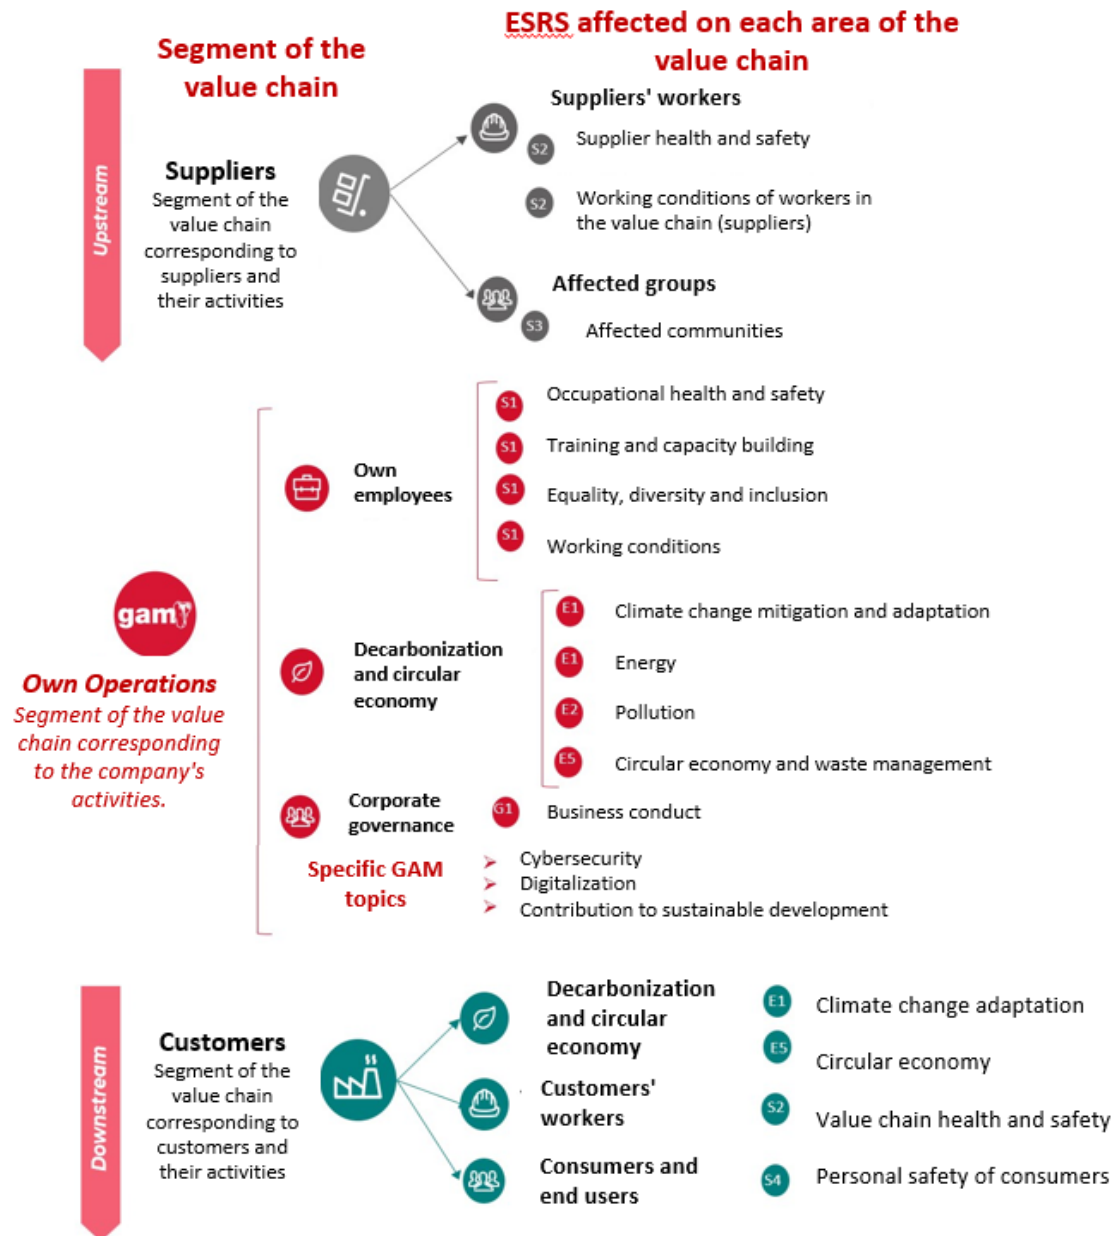 Segment of the
value chain
ESRS affected on each area of the
value chain
Upstream
Suppliers
Segment of the
value chain
corresponding to
suppliers and
their activities
Suppliers' workers
S2
Supplier health and safety
S2
Working conditions of workers in
the value chain (suppliers)
Affected groups
S3
Affected communities
gam
Own Operations
Segment of the value
chain corresponding
to the company's
activities.
Own
employees
S1
Occupational health and safety
S1
Training and capacity building
S1
Equality, diversity and inclusion
S1
Working conditions
Decarbonization
and circular
economy
E1
Climate change mitigation and adaptation
E1
Energy
E2
Pollution
E5
Circular economy and waste management
Corporate
governance
G1
Business conduct
Specific GAM
topics
Cybersecurity
Digitalization
Contribution to sustainable development
Downstream
Customers
Segment of the
value chain
corresponding to
customers and
their activities
Decarbonization
and circular
economy
E1
Climate change adaptation
E5
Circular economy
Customers'
workers
S2
Value chain health and safety
Consumers and
end users
S4
Personal safety of consumers